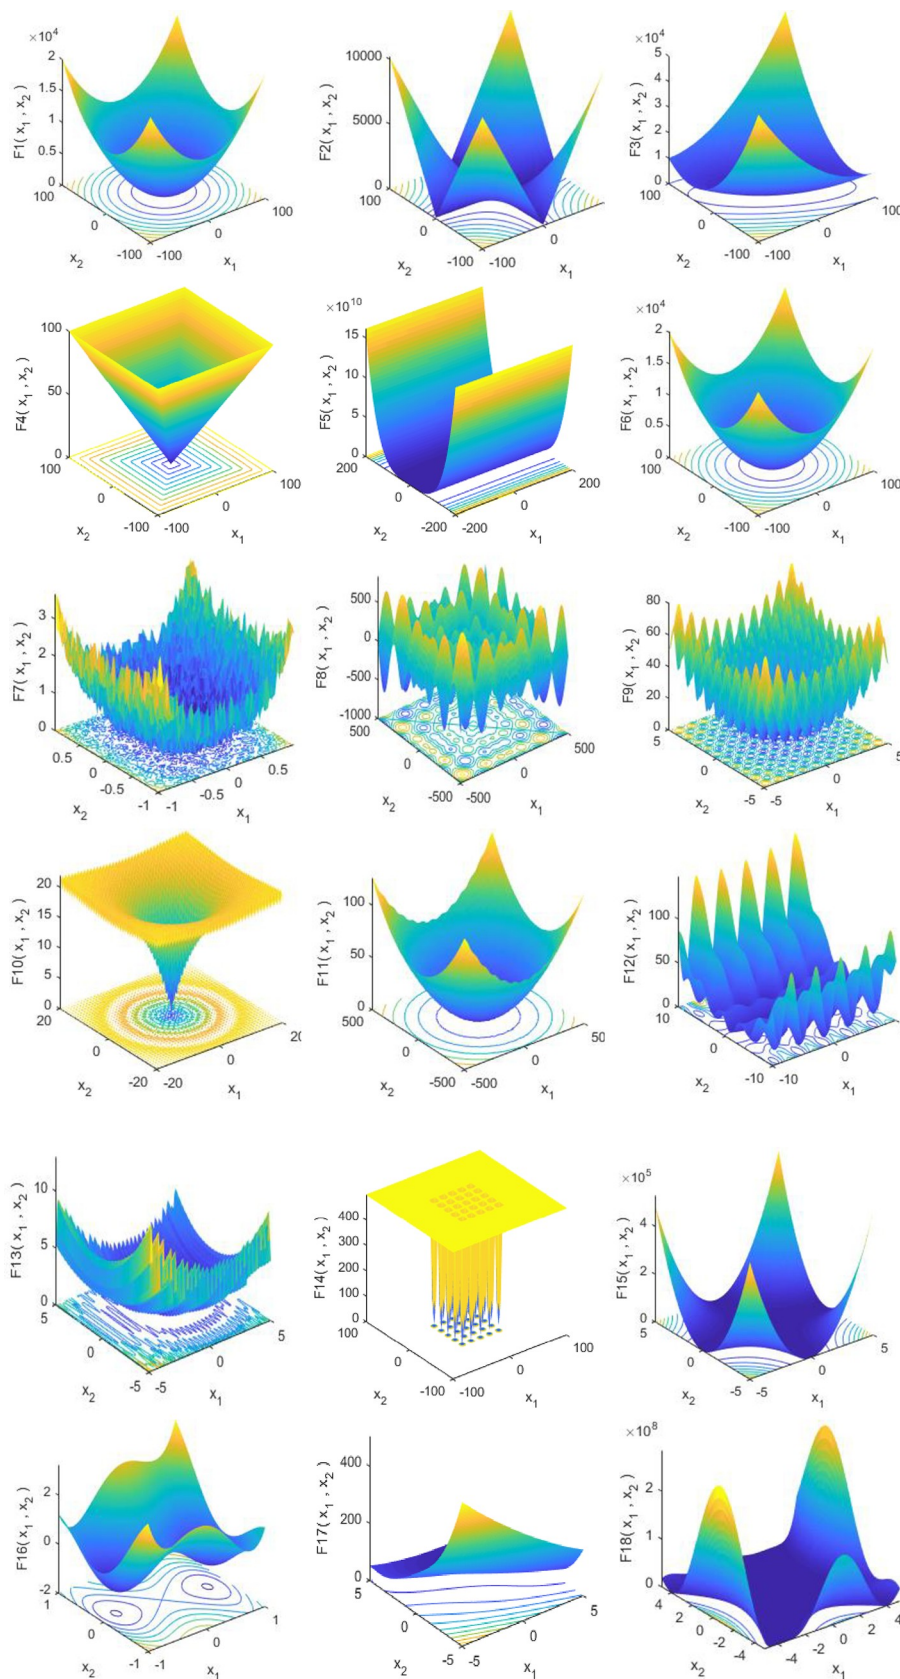 ×10⁴
2
1.5
1
0.5
0
F1( x₁ , x₂ )
100 0 -100
-100 0 100
x₂ x₁
10000
5000
0
F2( x₁ , x₂ )
100 0 -100
-100 0 100
x₂ x₁
×10⁴
5
4
3
2
1
0
F3( x₁ , x₂ )
100 0 -100
-100 0 100
x₂ x₁
100
50
0
F4( x₁ , x₂ )
100 0 -100
-100 0 100
x₂ x₁
×10¹⁰
15
10
5
0
F5( x₁ , x₂ )
200 0 -200
-200 0 200
x₂ x₁
×10⁴
2
1.5
1
0.5
0
F6( x₁ , x₂ )
100 0 -100
-100 0 100
x₂ x₁
3
2
1
0
F7( x₁ , x₂ )
0.5 0 -0.5 -1
-1 -0.5 0 0.5
x₂ x₁
500
0
-500
-1000
F8( x₁ , x₂ )
500 0 -500
-500 0 500
x₂ x₁
80
60
40
20
0
F9( x₁ , x₂ )
5 0 -5
-5 0 5
x₂ x₁
20
15
10
5
0
F10( x₁ , x₂ )
20 0 -20
-20 0 20
x₂ x₁
100
50
0
F11( x₁ , x₂ )
500 0 -500
-500 0 50
x₂ x₁
100
50
0
F12( x₁ , x₂ )
10 0 -10
-10 0
x₂ x₁
10
5
0
F13( x₁ , x₂ )
5 0 -5
-5 0 5
x₂ x₁
400
300
200
100
0
F14( x₁ , x₂ )
100 0 -100
-100 0 100
x₂ x₁
×10⁵
4
2
0
F15( x₁ , x₂ )
5 0 -5
-5 0 5
x₂ x₁
2
0
-2
F16( x₁ , x₂ )
1 0 -1
-1 0 1
x₂ x₁
400
200
0
F17( x₁ , x₂ )
5 0 -5
-5 0 5
x₂ x₁
×10⁸
2
1
0
F18( x₁ , x₂ )
4 2 0 -2 -4
-4 -2 0 2 4
x₂ x₁